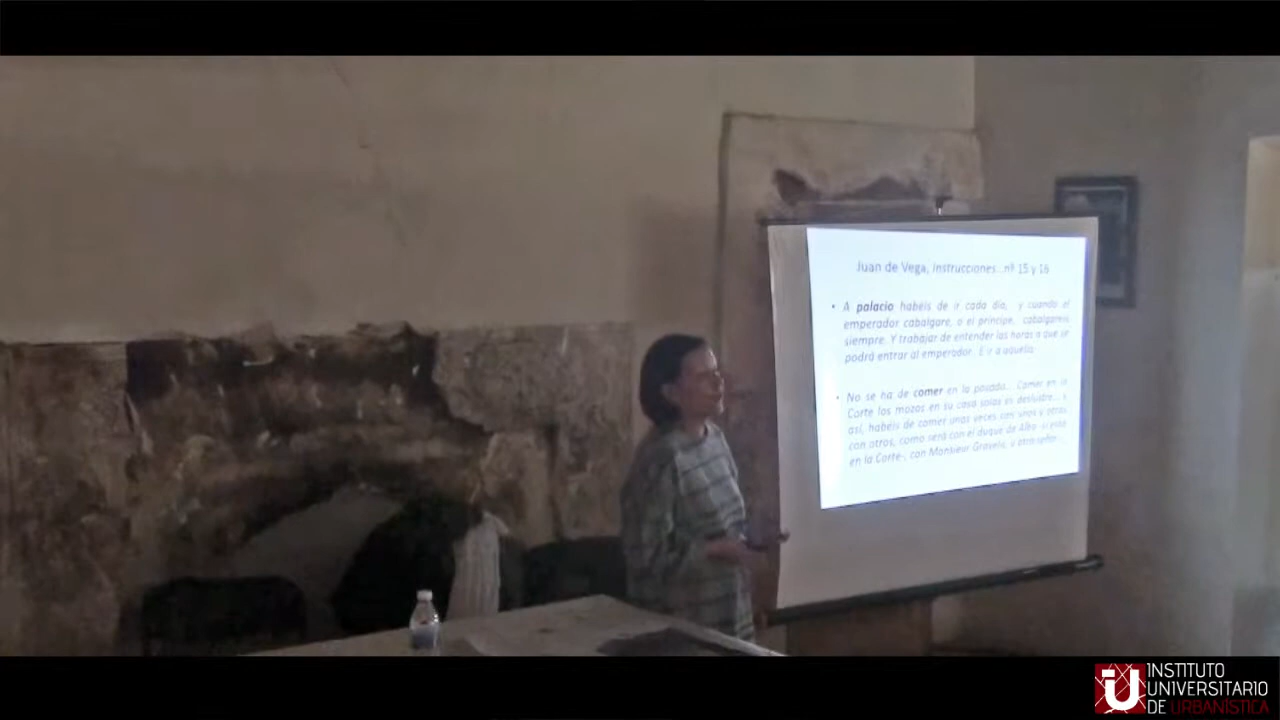 Juan de Vega, Instrucciones...nº 15 y 16
• A palacio habéis de ir cada día, y cuando el
emperador cabalgare, o el príncipe, cabalgareis
siempre. Y trabajar de entender las horas a que se
podrá entrar al emperador. E ir a aquella.
• No se ha de comer en la posada... Comer en la
Corte los mozos en su casa solos es deslustre... y
así, habéis de comer unas veces con unos y otras
con otros, como será con el duque de Alba- si está
en la Corte-, con Monsieur Gravela, u otro señor...
INSTITUTO
UNIVERSITARIO
DE URBANÍSTICA